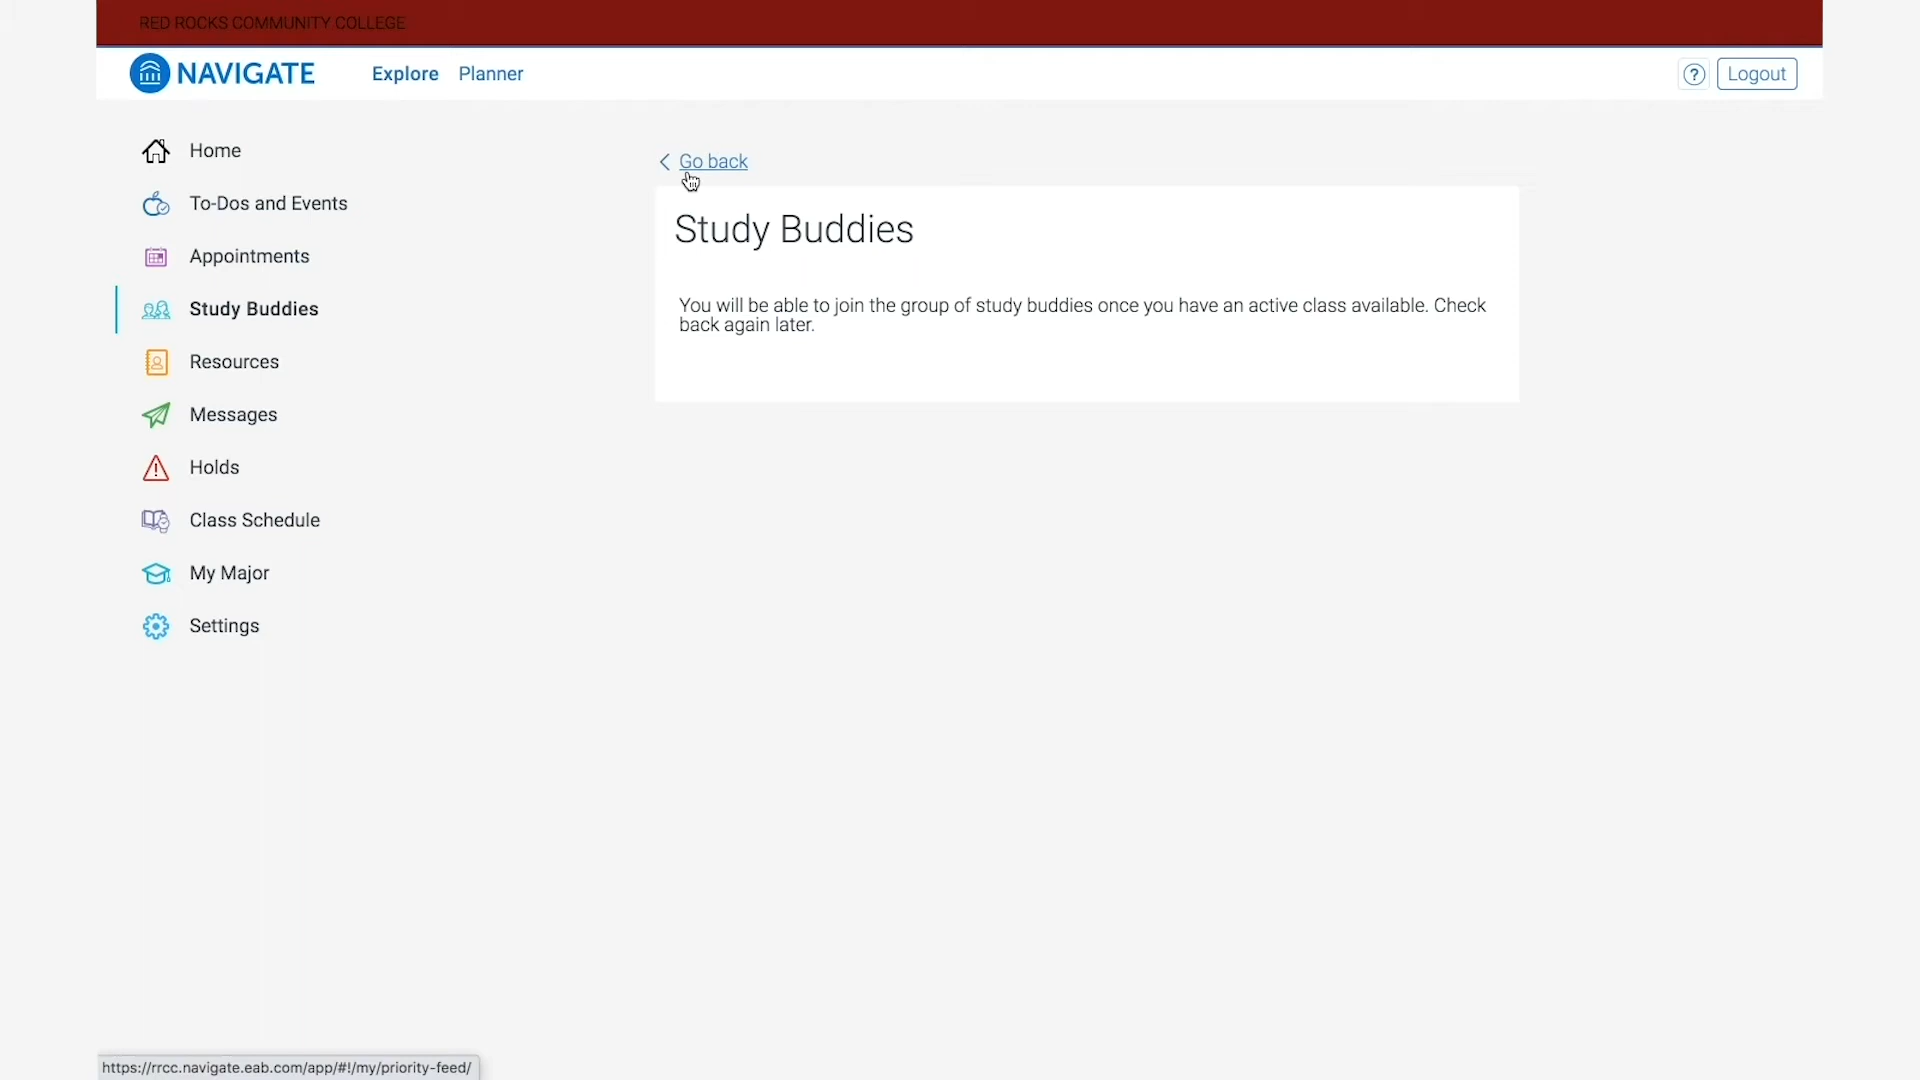 RED ROCKS COMMUNITY COLLEGE
NAVIGATE
Explore Planner
?
Logout
Home
To-Dos and Events
Appointments
Study Buddies
Resources
Messages
Holds
Class Schedule
My Major
Settings
Go back
Study Buddies
You will be able to join the group of study buddies once you have an active class available. Check
back again later.
https://rrcc.navigate.eab.com/app/#!/my/priority-feed/